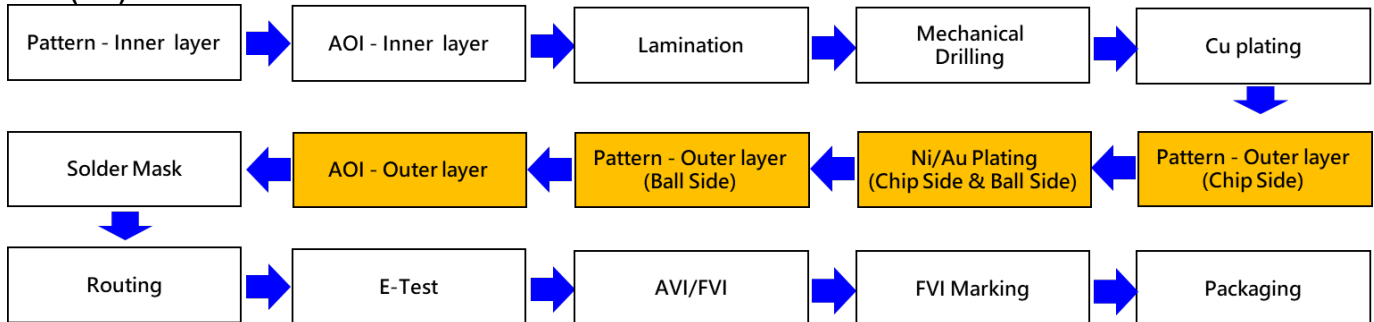 Pattern - Inner layer
AOI - Inner layer
Lamination
Mechanical
Drilling
Cu plating
Pattern - Outer layer
(Chip Side)
Ni/Au Plating
(Chip Side & Ball Side)
Pattern - Outer layer
(Ball Side)
AOI - Outer layer
Solder Mask
Routing
E-Test
AVI/FVI
FVI Marking
Packaging